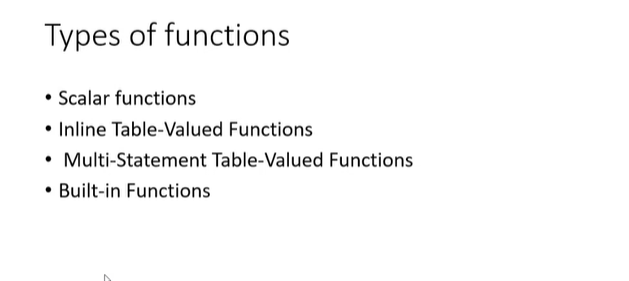 Types of functions
• Scalar functions
• Inline Table-Valued Functions
• Multi-Statement Table-Valued Functions
• Built-in Functions